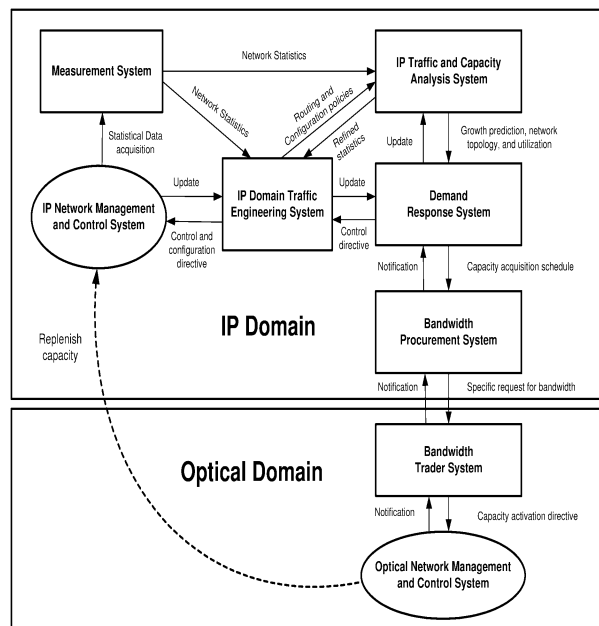 Measurement System
Network Statistics
IP Traffic and Capacity
Analysis System
Network Statistics
Routing and
Configuration policies
Refined
statistics
Statistical Data
acquisition
Update
Growth prediction, network
topology, and utilization
IP Network Management
and Control System
Update
IP Domain Traffic
Engineering System
Update
Demand
Response System
Control and
configuration
directive
Control
directive
Notification
Capacity acquisition schedule
Replenish
capacity
IP Domain
Bandwidth
Procurement System
Notification
Specific request for bandwidth
Optical Domain
Bandwidth
Trader System
Notification
Capacity activation directive
Optical Network Management
and Control System